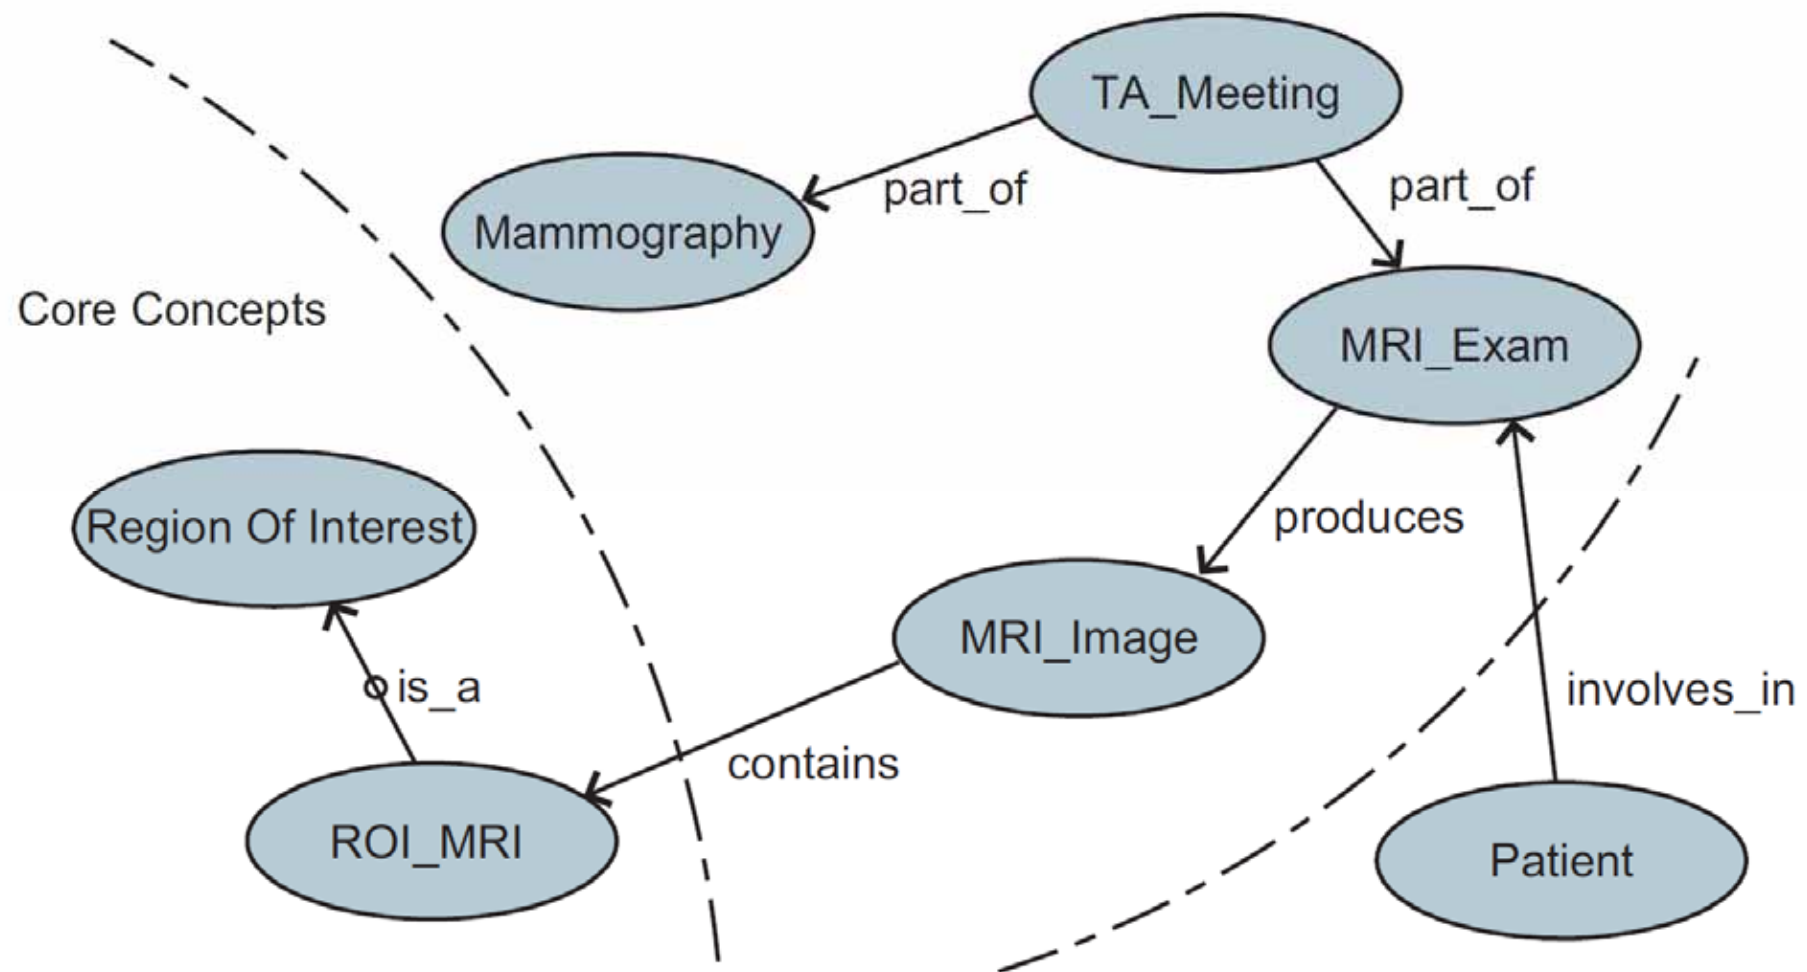 TA_Meeting
part_of
part_of
Mammography
Core Concepts
MRI_Exam
Region Of Interest
produces
MRI_Image
is_a
involves_in
contains
ROI_MRI
Patient